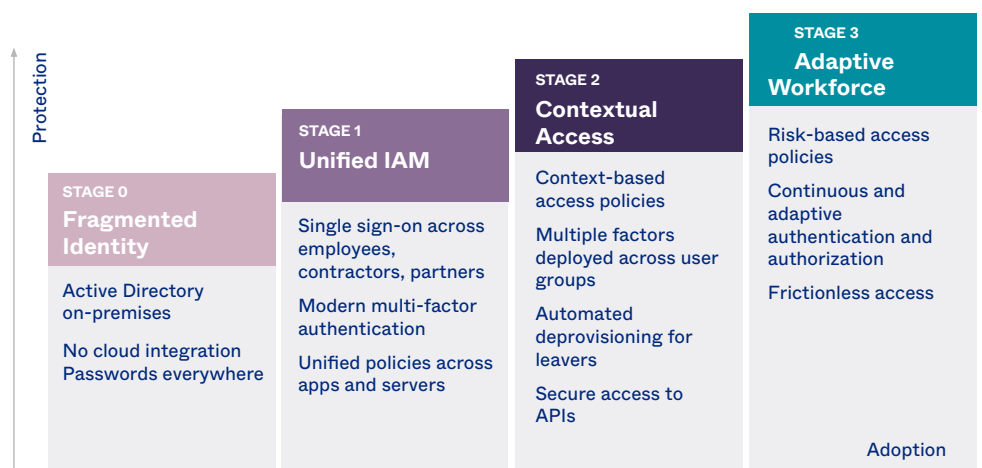 Protection
STAGE 0
Fragmented
Identity
Active Directory
on-premises
No cloud integration
Passwords everywhere
STAGE 1
Unified IAM
Single sign-on across
employees,
contractors, partners
Modern multi-factor
authentication
Unified policies across
apps and servers
STAGE 2
Contextual
Access
Context-based
access policies
Multiple factors
deployed across user
groups
Automated
deprovisioning for
leavers
Secure access to
APIs
STAGE 3
Adaptive
Workforce
Risk-based access
policies
Continuous and
adaptive
authentication and
authorization
Frictionless access
Adoption